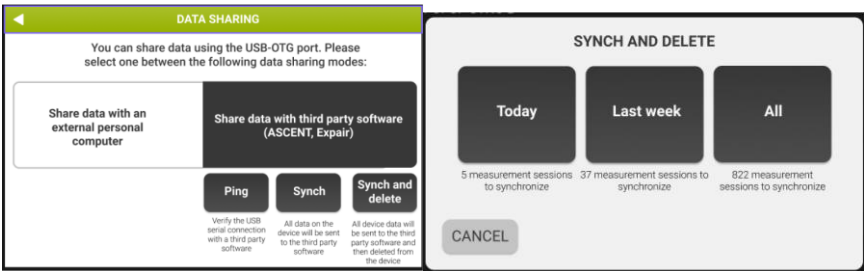 DATA SHARING
You can share data using the USB-OTG port. Please
select one between the following data sharing modes:
Share data with an
external personal
computer
Share data with third party software
(ASCENT, Expair)
Ping
Verify the USB
serial connection
with a third party
software
Synch
All data on the
device will be sent
to the third party
software
Synch and
delete
All device data will
be sent to the third
party software and
then deleted from
the device
SYNCH AND DELETE
Today
5 measurement sessions
to synchronize
Last week
37 measurement sessions to
synchronize
All
822 measurement
sessions to synchronize
CANCEL